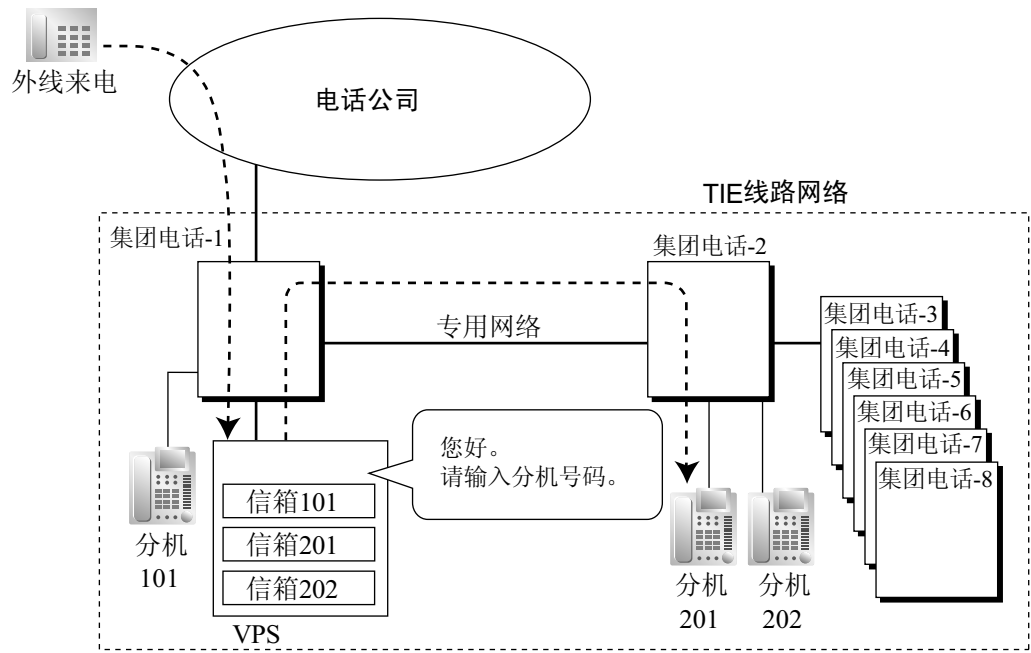 外线来电
电话公司
TIE线路网络
集团电话-1
集团电话-2
专用网络
集团电话-3
集团电话-4
集团电话-5
集团电话-6
集团电话-7
集团电话-8
您好。
请输入分机号码。
信箱101
信箱201
信箱202
VPS
分机
101
分机
201
分机
202